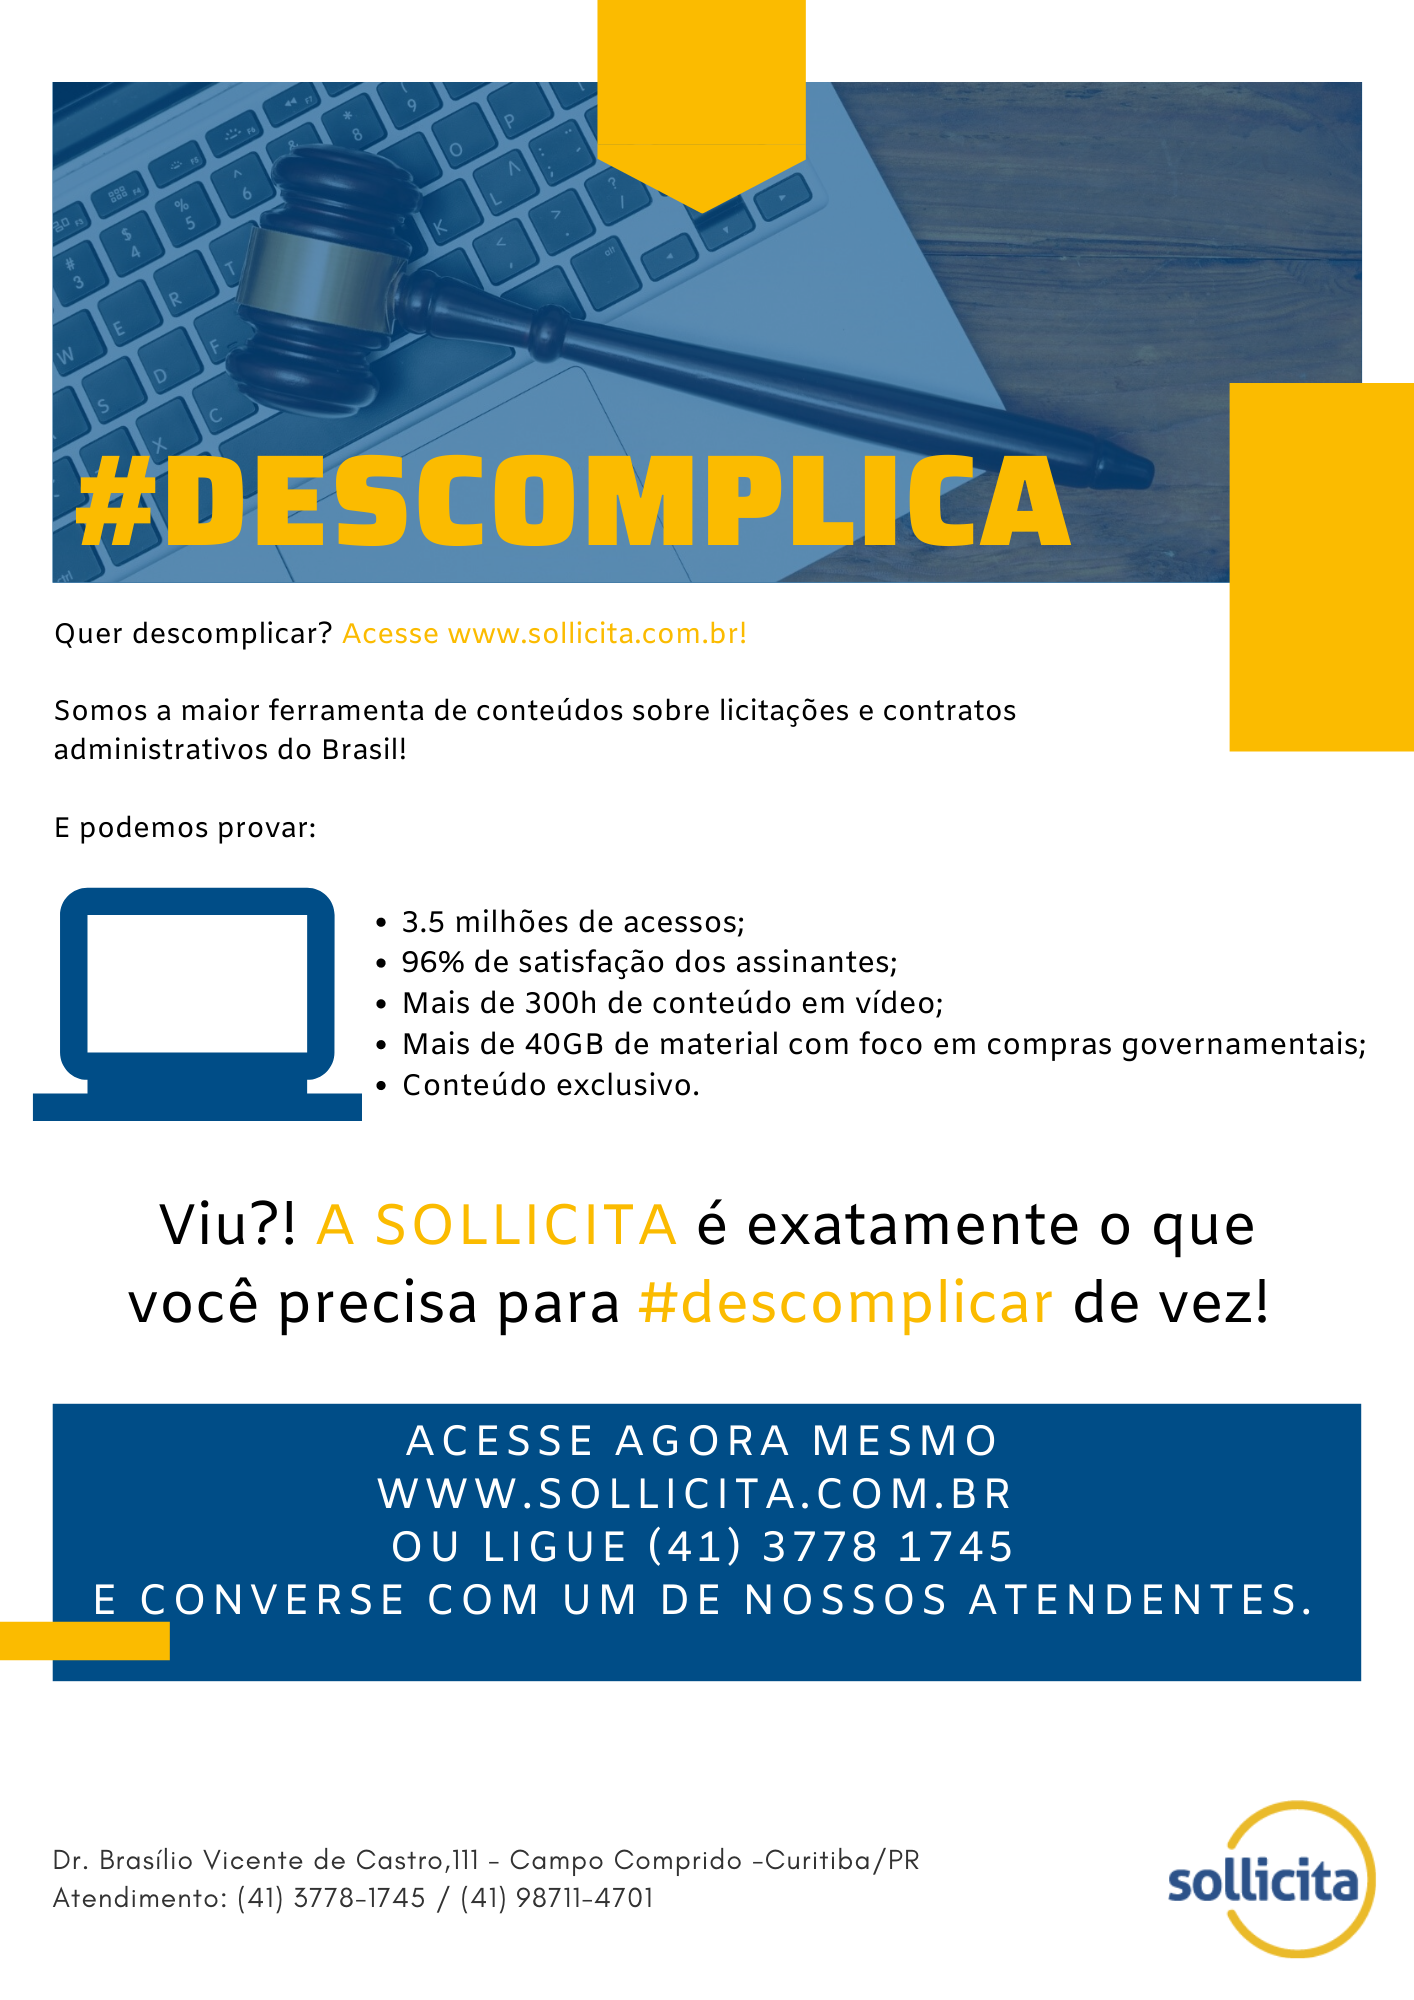 #DESCOMPLICA
Quer descomplicar? Acesse www.sollicita.com.br!
Somos a maior ferramenta de conteúdos sobre licitações e contratos
administrativos do Brasil!
E podemos provar:
• 3.5 milhões de acessos;
• 96% de satisfação dos assinantes;
• Mais de 300h de conteúdo em vídeo;
• Mais de 40GB de material com foco em compras governamentais;
• Conteúdo exclusivo.
Viu?! A SOLLICITA é exatamente o que
você precisa para #descomplicar de vez!
ACESSE AGORA MESMO
WWW.SOLLICITA.COM.BR
OU LIGUE (41) 3778 1745
E CONVERSE COM UM DE NOSSOS ATENDENTES.
Dr. Brasílio Vicente de Castro,111 - Campo Comprido -Curitiba/PR
Atendimento: (41) 3778-1745 / (41) 98711-4701
sollicita